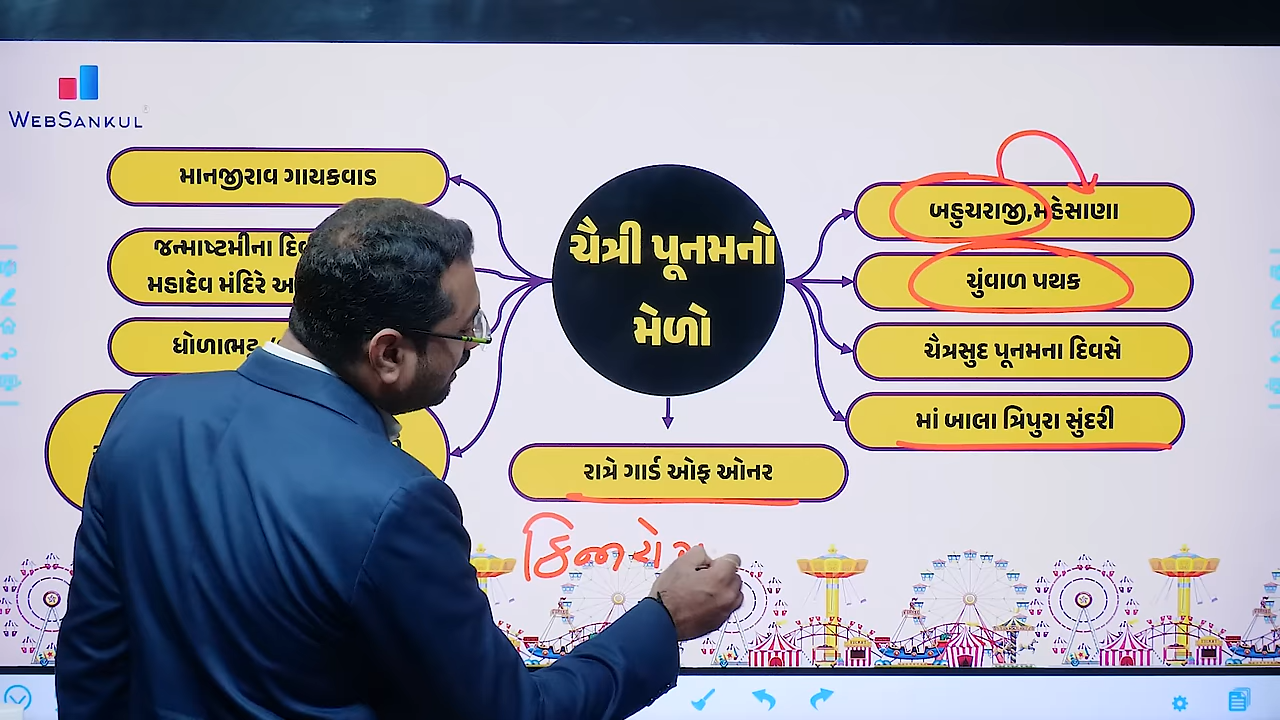 WEBSANKUL
માનજીરાવ ગાયકવાડ
જન્માષ્ટમીના
મહાદેવ મંદિરે
ચૈત્રી પૂનમનો
મેળો
બહુચરાજી,મહેસાણા
ચુંવાળ પથક
ચૈત્રસુદ પૂનમના દિવસે
માં બાલા ત્રિપુરા સુંદરી
રાત્રે ગાર્ડ ઓફ ઓનર